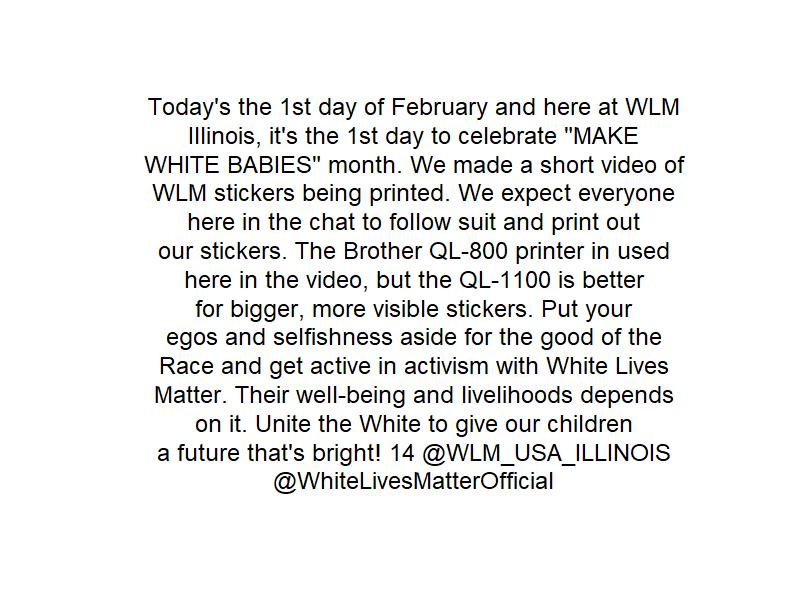 Today's the 1st day of February and here at WLM
Illinois, it's the 1st day to celebrate "MAKE
WHITE BABIES" month. We made a short video of
WLM stickers being printed. We expect everyone
here in the chat to follow suit and print out
our stickers. The Brother QL-800 printer in used
here in the video, but the QL-1100 is better
for bigger, more visible stickers. Put your
egos and selfishness aside for the good of the
Race and get active in activism with White Lives
Matter. Their well-being and livelihoods depends
on it. Unite the White to give our children
a future that's bright! 14 @WLM_USA_ILLINOIS
@WhiteLivesMatterOfficial